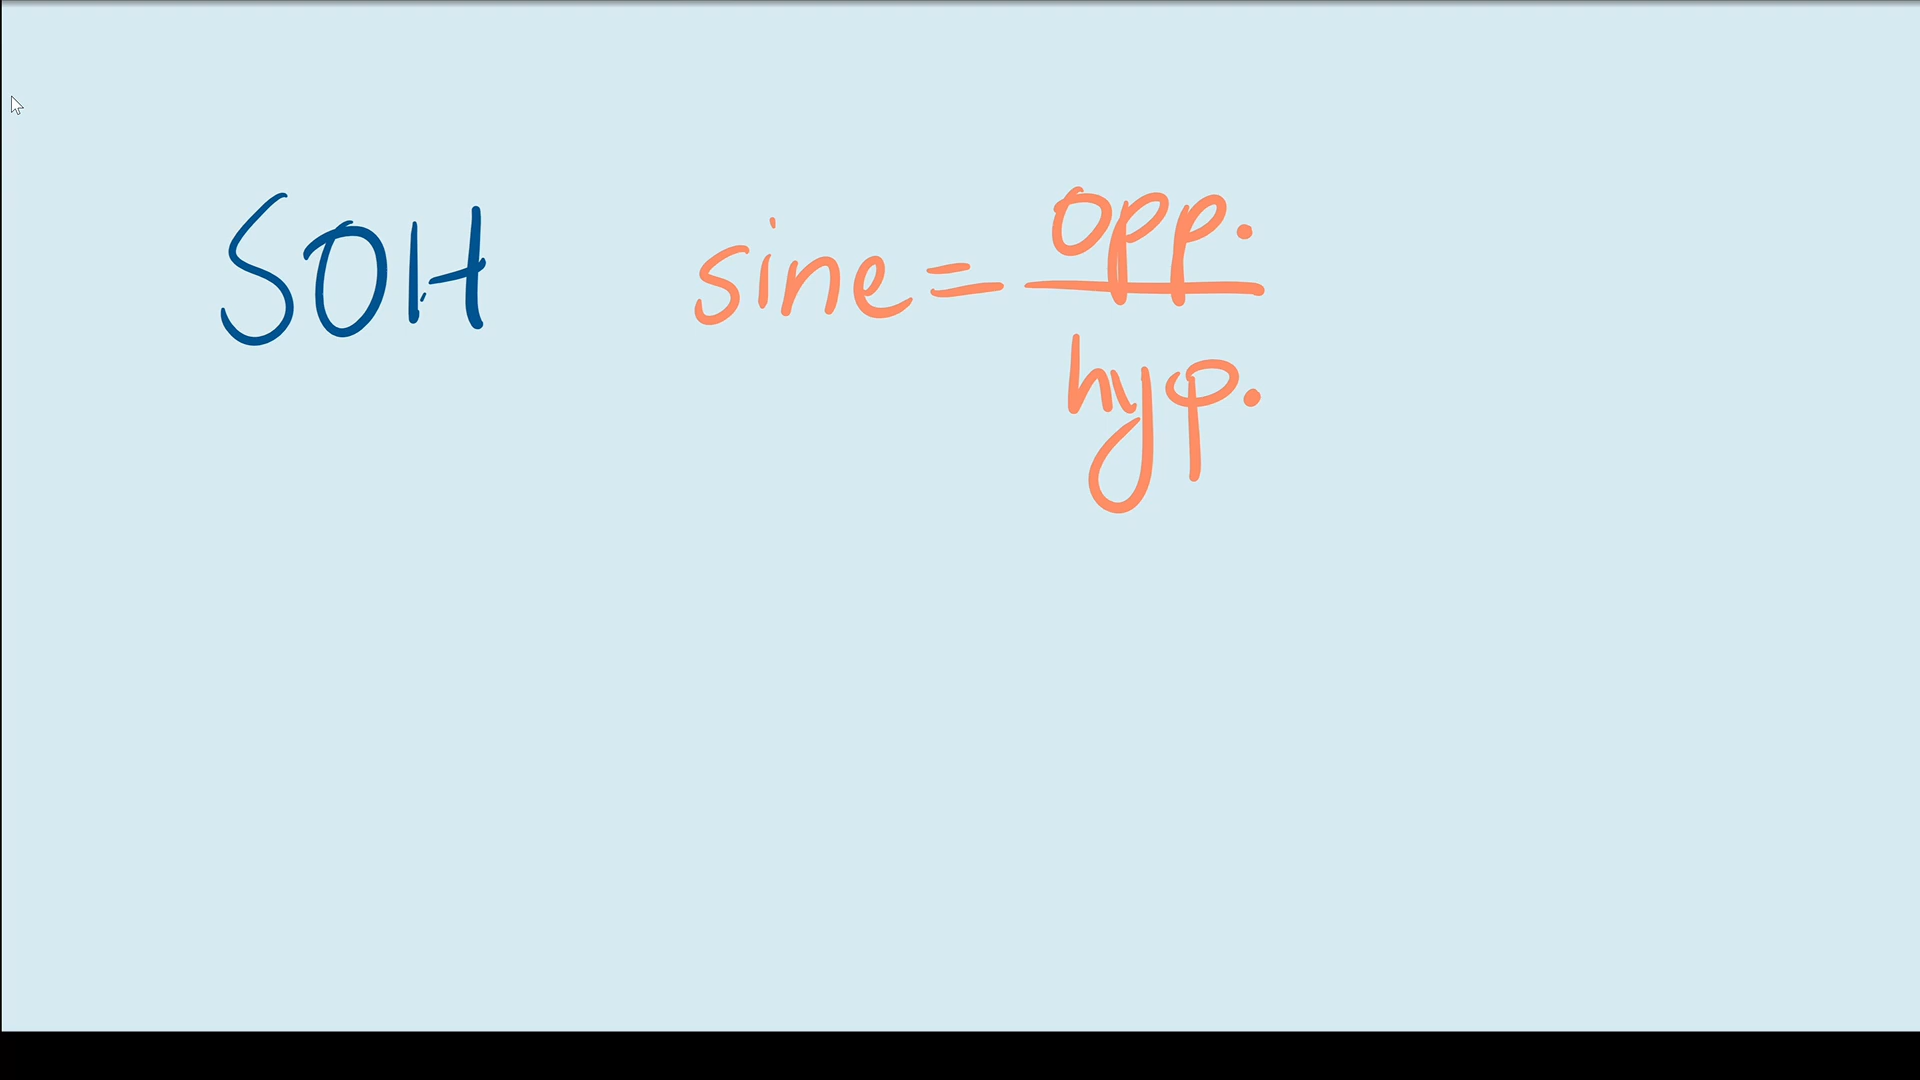 SOH
sine = opp.
hyp.